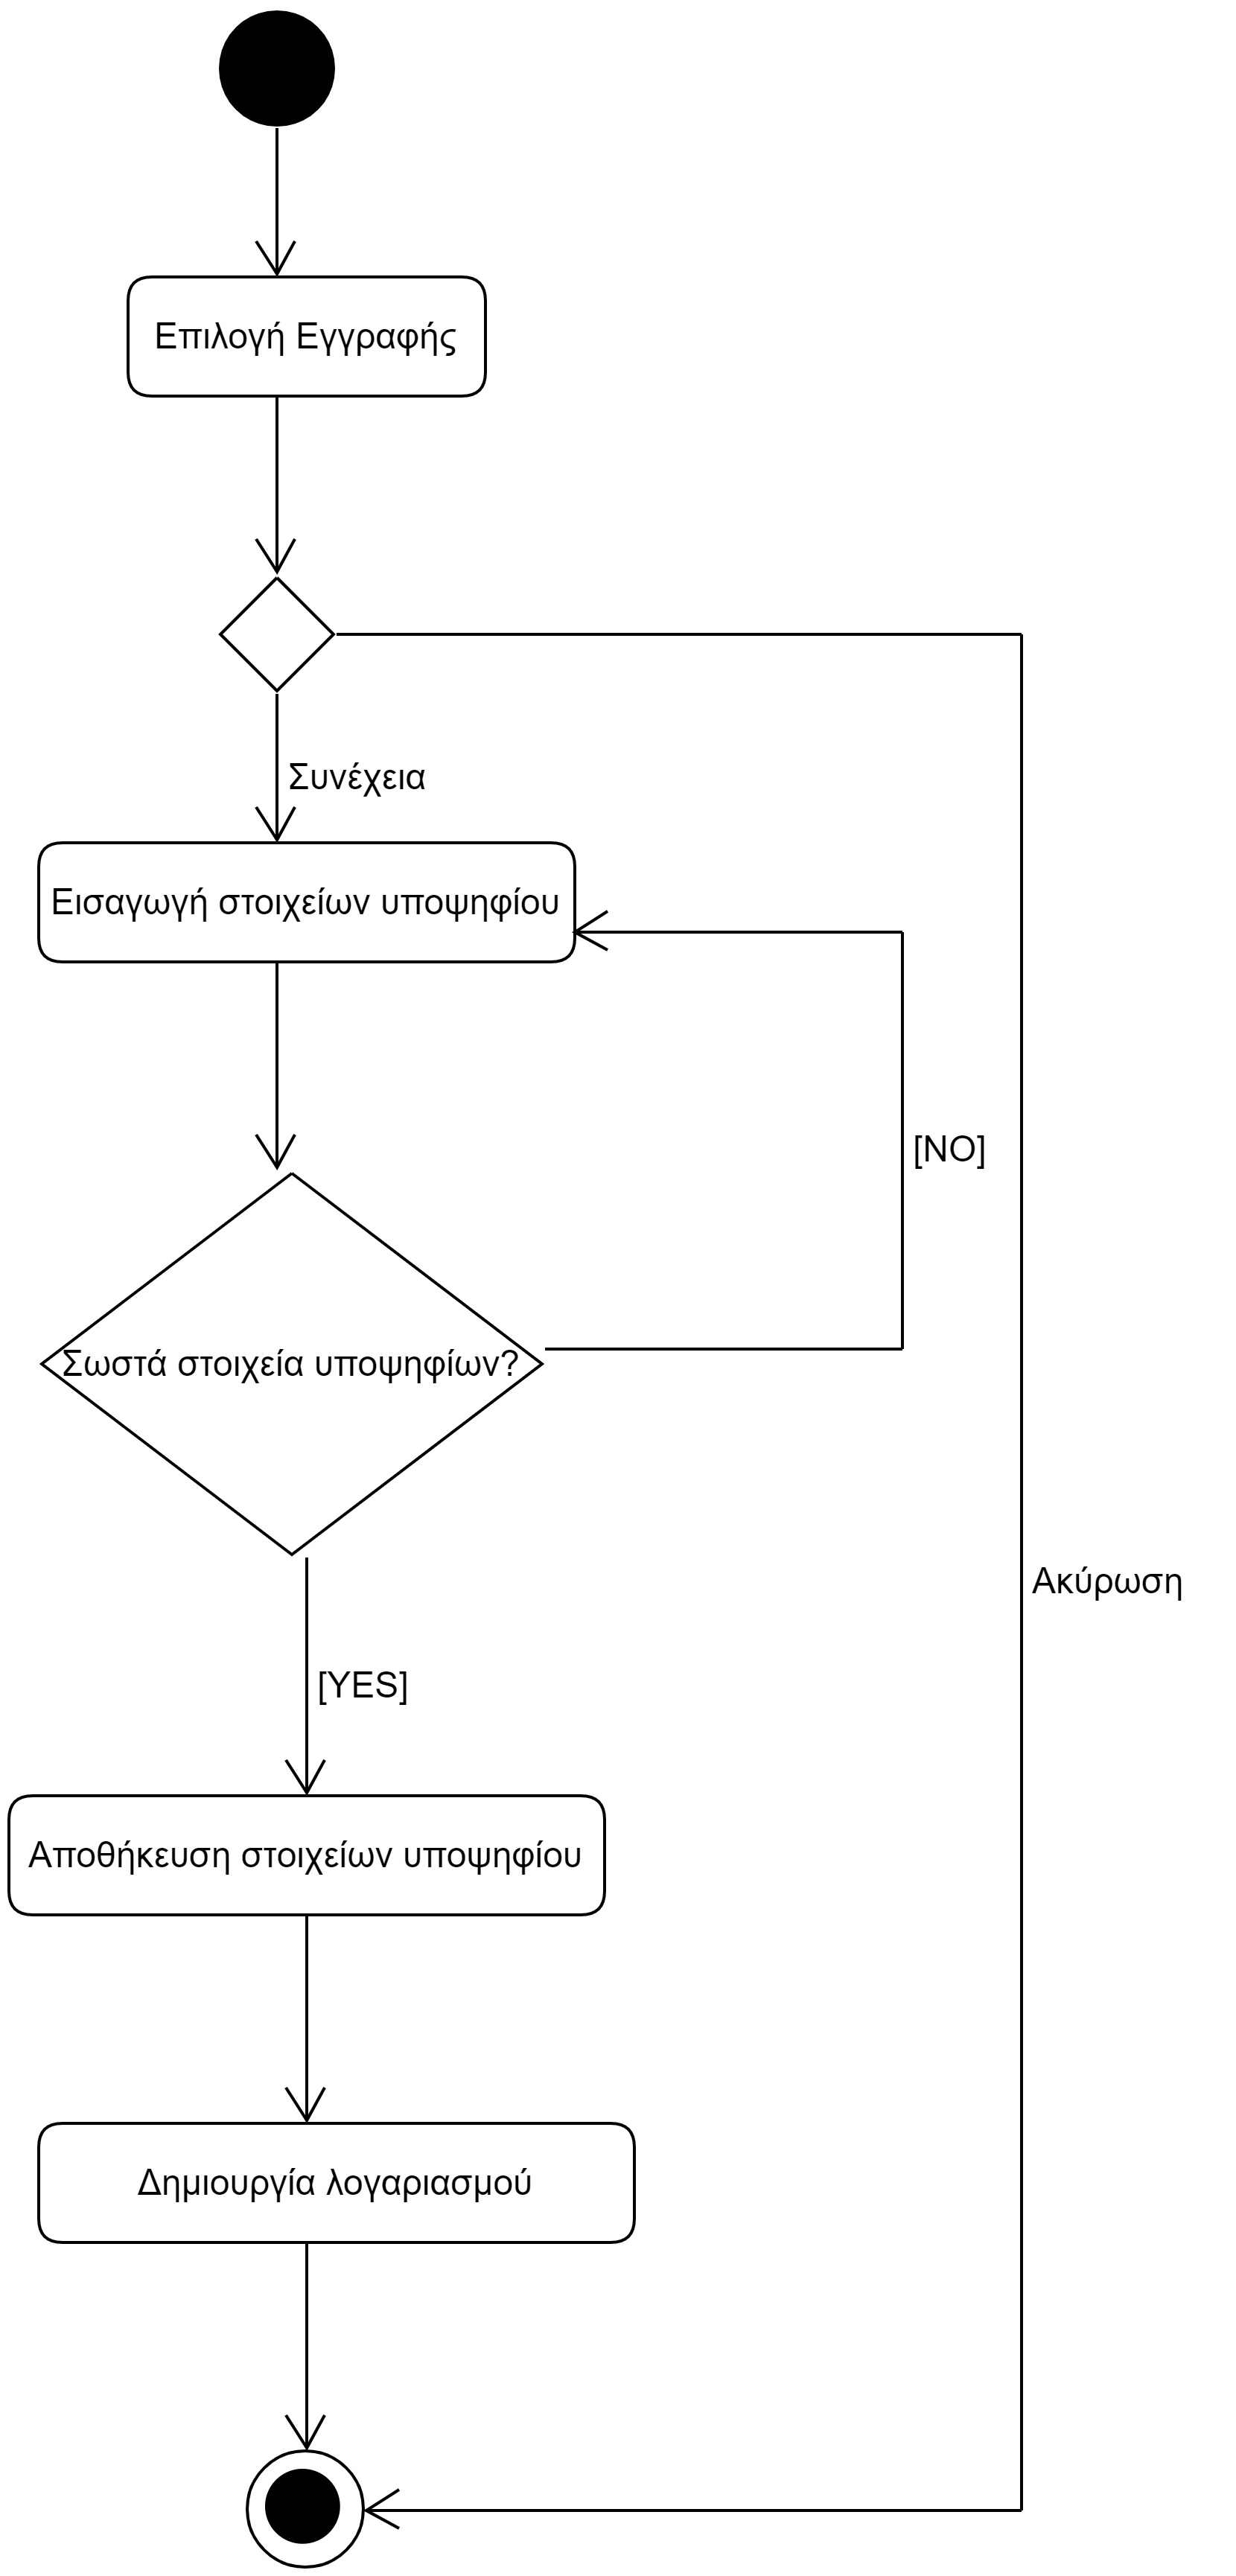 Επιλογή Εγγραφής
Συνέχεια
Εισαγωγή στοιχείων υποψηφίου
[NO]
Σωστά στοιχεία υποψηφίων?
Ακύρωση
[YES]
Αποθήκευση στοιχείων υποψηφίου
Δημιουργία λογαριασμού